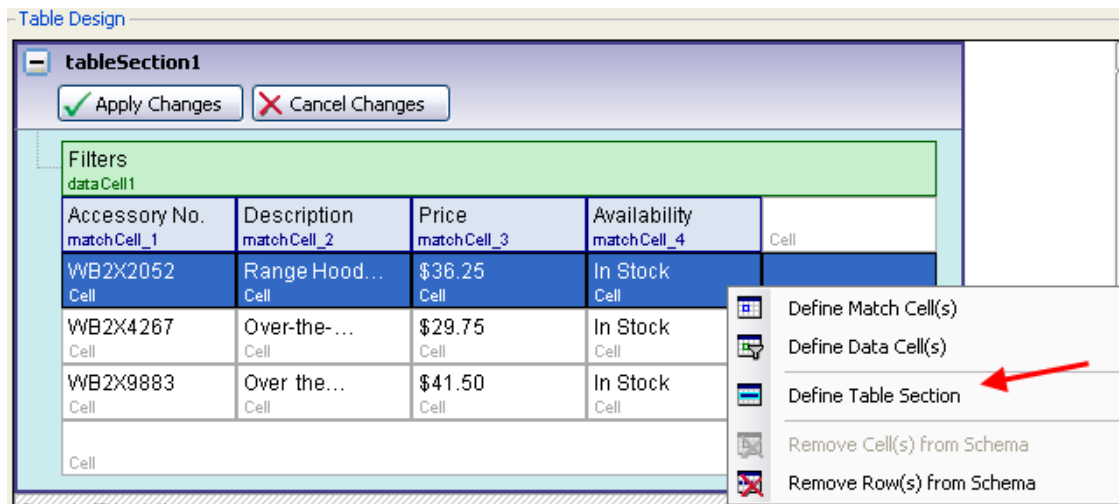 Table Design
tableSection1
Apply Changes Cancel Changes
Filters
dataCell1
Accessory No. Description Price Availability
matchCell_1 matchCell_2 matchCell_3 matchCell_4 Cell
WB2X2052 Range Hood... $36.25 In Stock
Cell Cell Cell Cell
WB2X4267 Over-the-... $29.75 In Stock
Cell Cell Cell Cell
WB2X9883 Over the... $41.50 In Stock
Cell Cell Cell Cell
Cell
Define Match Cell(s)
Define Data Cell(s)
Define Table Section
Remove Cell(s) from Schema
Remove Row(s) from Schema